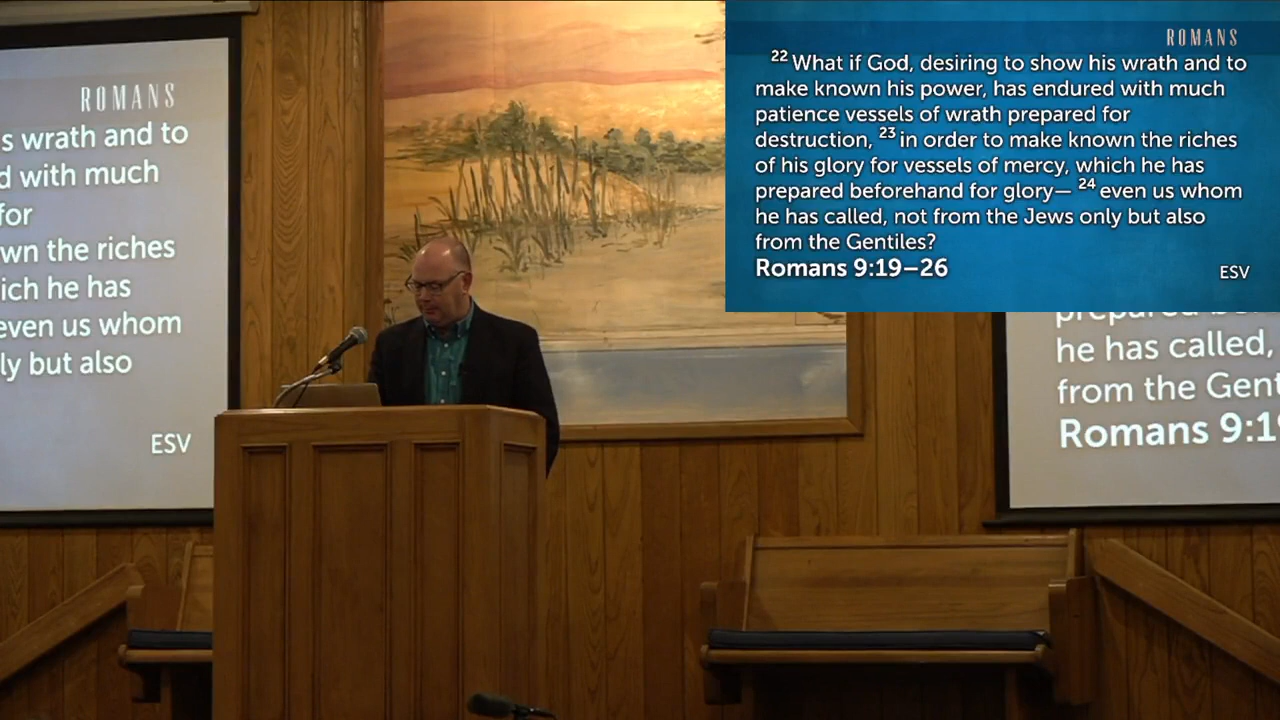 ROMANS
s wrath and to
d with much
for
wn the riches
ich he has
even us whom
ly but also
ESV
ROMANS
22 What if God, desiring to show his wrath and to
make known his power, has endured with much
patience vessels of wrath prepared for
destruction, 23 in order to make known the riches
of his glory for vessels of mercy, which he has
prepared beforehand for glory— 24 even us whom
he has called, not from the Jews only but also
from the Gentiles?
Romans 9:19–26
ESV
prepared be
he has called,
from the Gent
Romans 9:19